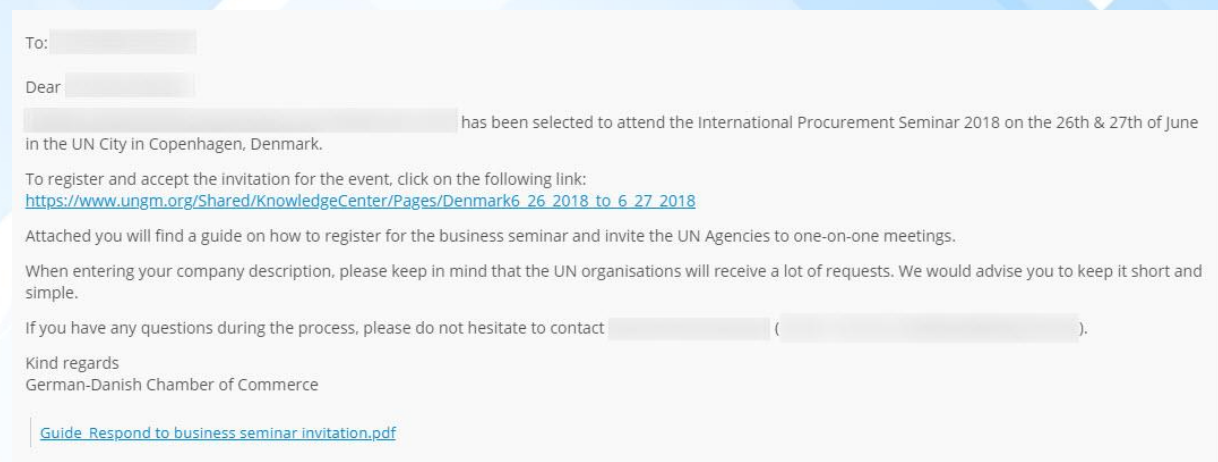 To:
Dear
has been selected to attend the International Procurement Seminar 2018 on the 26th & 27th of June
in the UN City in Copenhagen, Denmark.
To register and accept the invitation for the event, click on the following link:
https://www.ungm.org/Shared/KnowledgeCenter/Pages/Denmark6_26_2018_to_6_27_2018
Attached you will find a guide on how to register for the business seminar and invite the UN Agencies to one-on-one meetings.
When entering your company description, please keep in mind that the UN organisations will receive a lot of requests. We would advise you to keep it short and
simple.
If you have any questions during the process, please do not hesitate to contact ( ).
Kind regards
German-Danish Chamber of Commerce
Guide_Respond to business seminar invitation.pdf